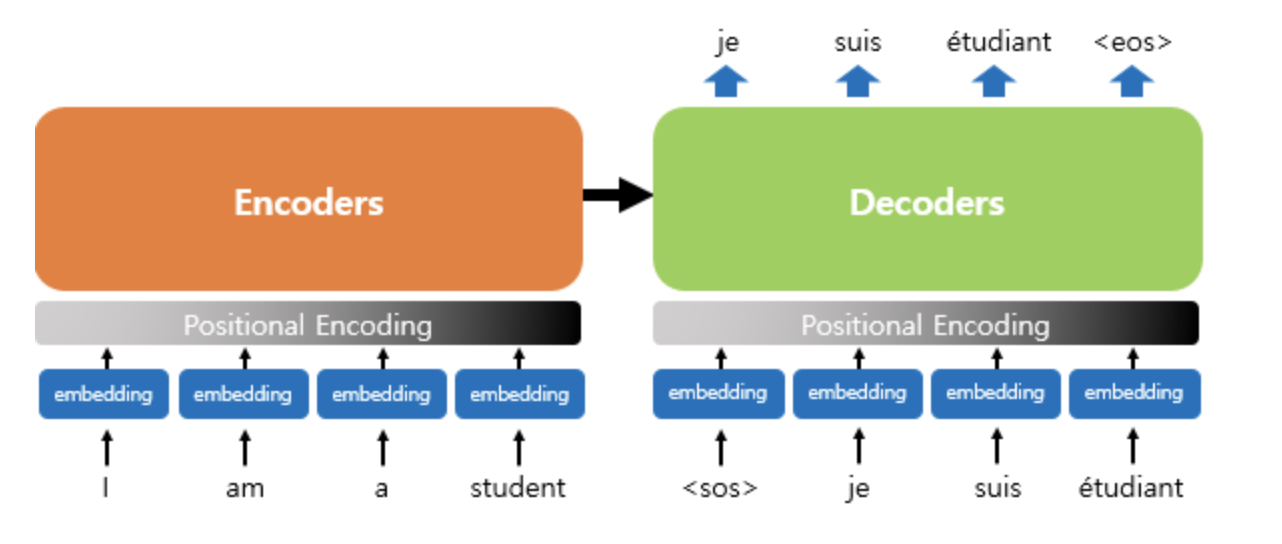 je suis étudiant <eos>
Encoders
Decoders
Positional Encoding
Positional Encoding
embedding embedding embedding embedding
embedding embedding embedding embedding
I am a student
<sos> je suis étudiant